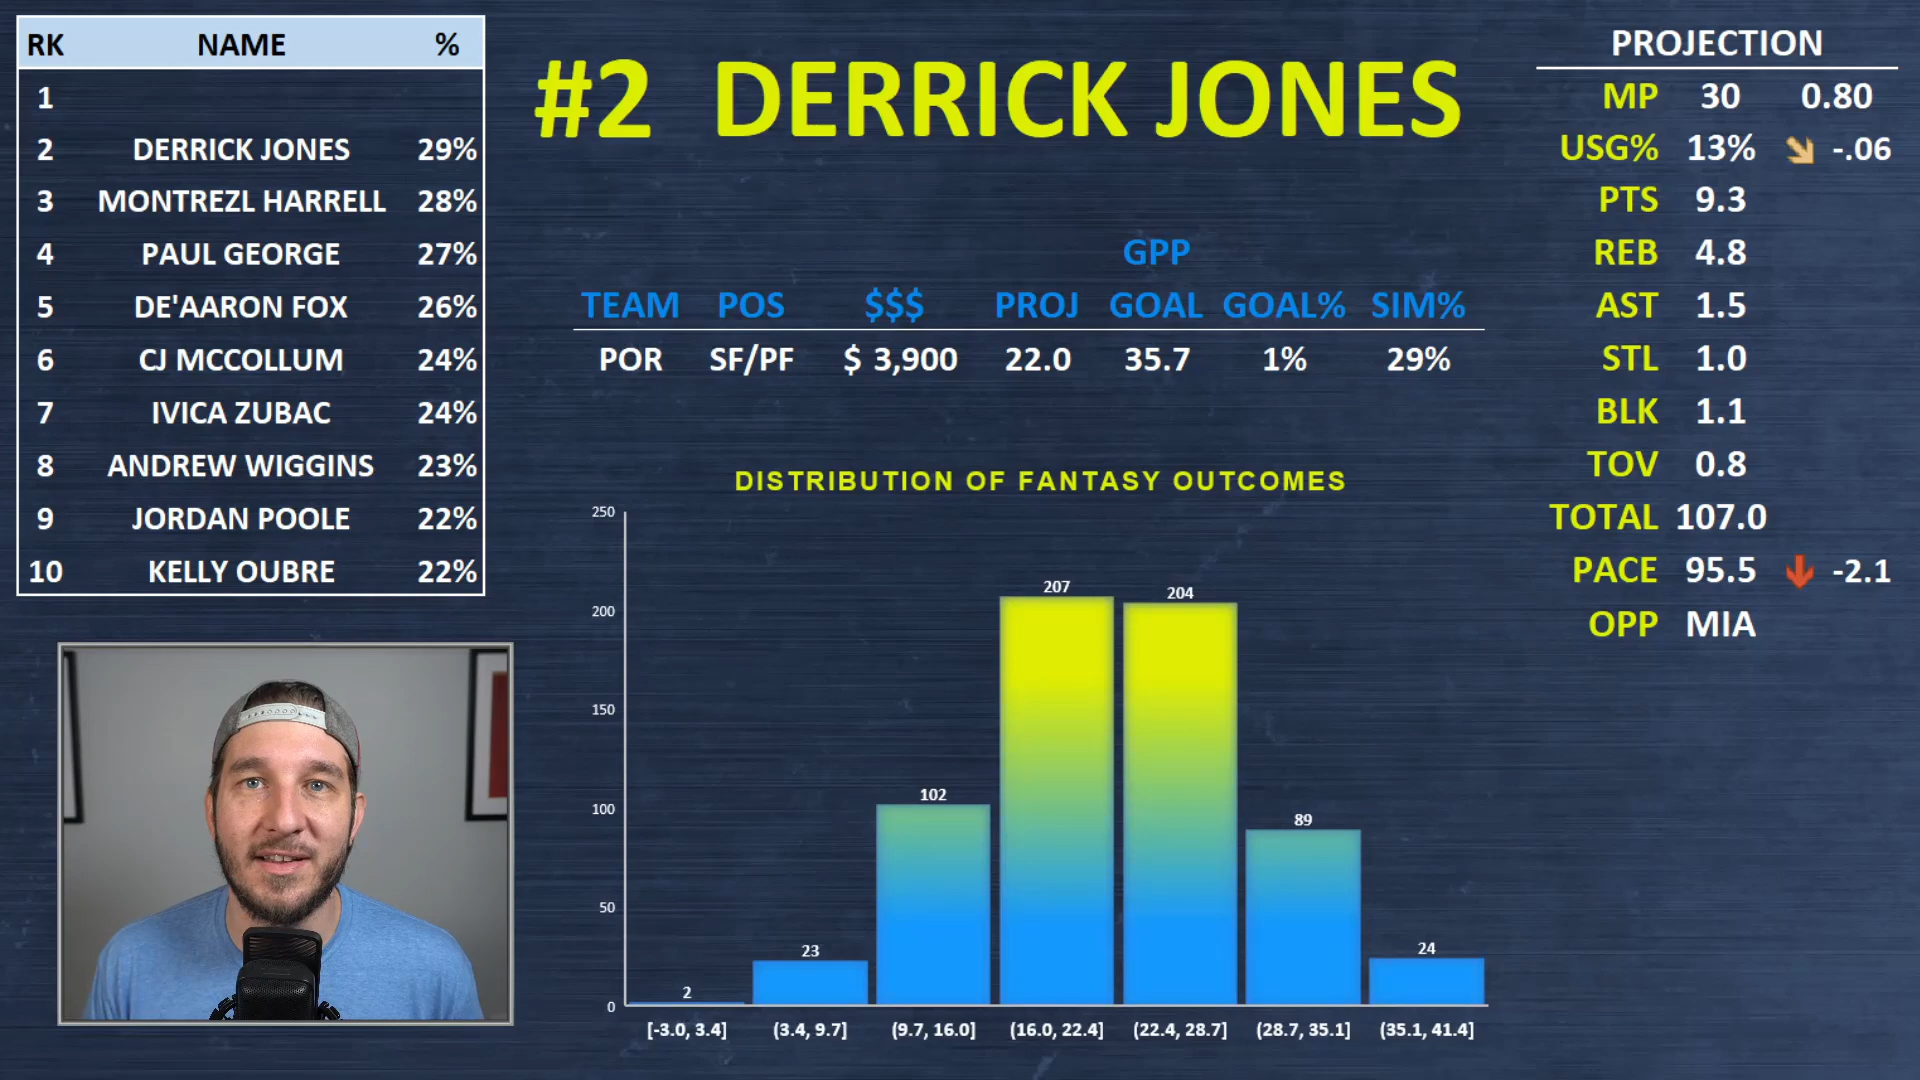 RK NAME %
1
2 DERRICK JONES 29%
3 MONTREZL HARRELL 28%
4 PAUL GEORGE 27%
5 DE'AARON FOX 26%
6 CJ MCCOLLUM 24%
7 IVICA ZUBAC 24%
8 ANDREW WIGGINS 23%
9 JORDAN POOLE 22%
10 KELLY OUBRE 22%
#2 DERRICK JONES
GPP
TEAM POS $$$ PROJ GOAL GOAL% SIM%
POR SF/PF $ 3,900 22.0 35.7 1% 29%
DISTRIBUTION OF FANTASY OUTCOMES
250
200
150
100
50
0
2
23
102
207
204
89
24
[-3.0, 3.4] (3.4, 9.7] (9.7, 16.0] (16.0, 22.4] (22.4, 28.7] (28.7, 35.1] (35.1, 41.4]
PROJECTION
MP 30 0.80
USG% 13% -.06
PTS 9.3
REB 4.8
AST 1.5
STL 1.0
BLK 1.1
TOV 0.8
TOTAL 107.0
PACE 95.5 -2.1
OPP MIA